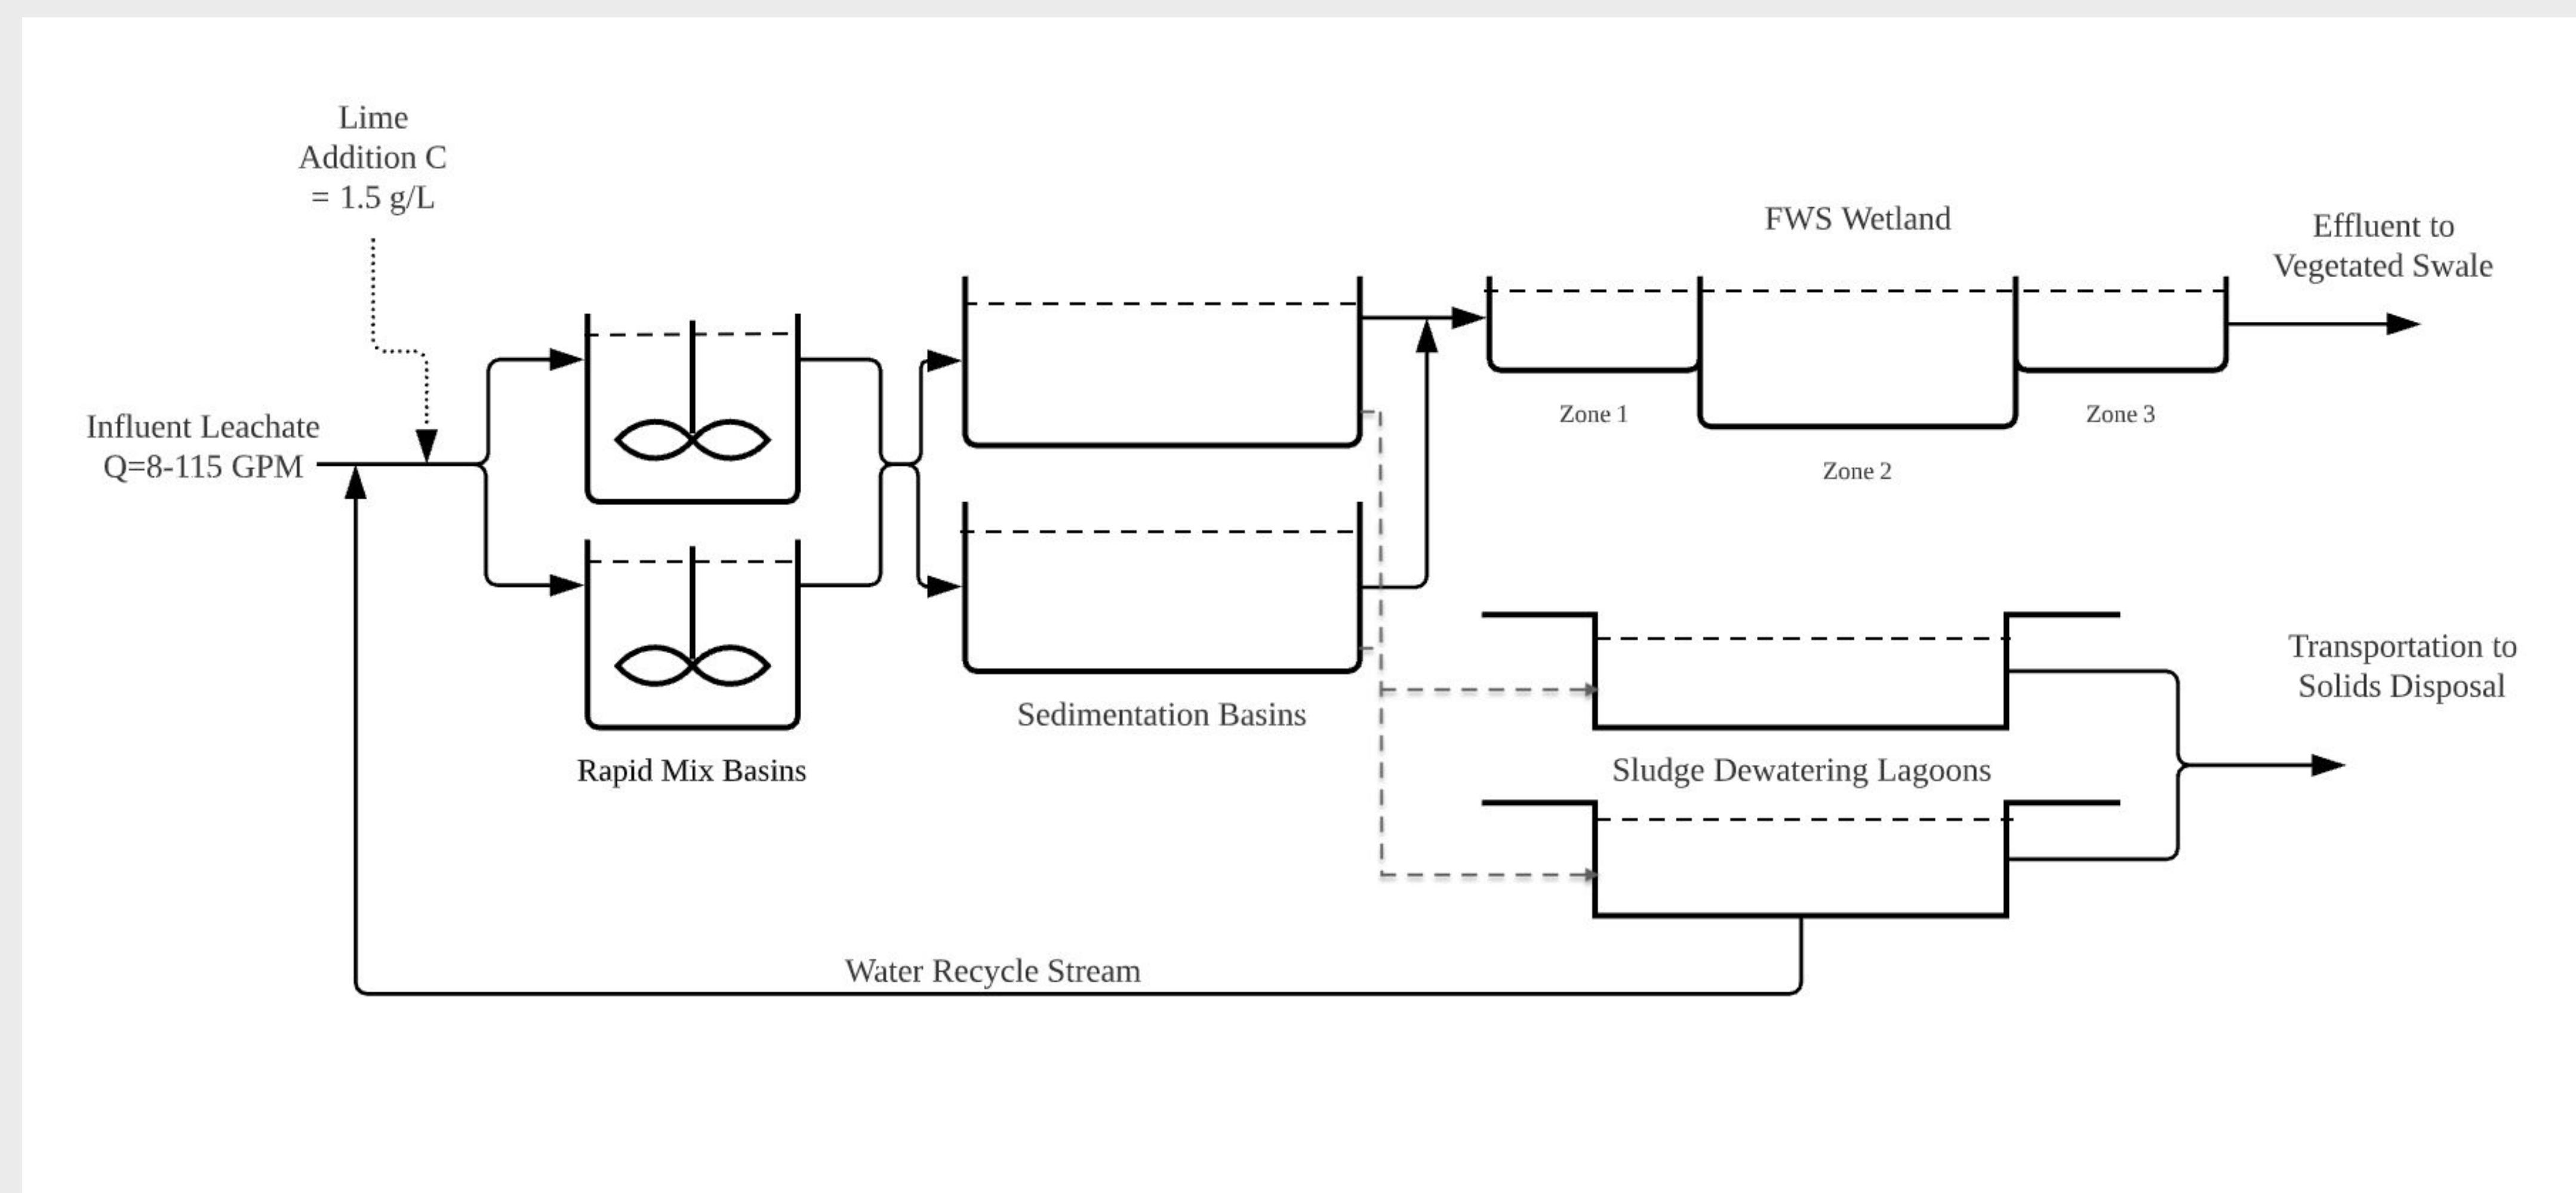 Lime
Addition C
= 1.5 g/L
Influent Leachate
Q=8-115 GPM
Rapid Mix Basins
Sedimentation Basins
FWS Wetland
Zone 1
Zone 2
Zone 3
Effluent to
Vegetated Swale
Sludge Dewatering Lagoons
Transportation to
Solids Disposal
Water Recycle Stream